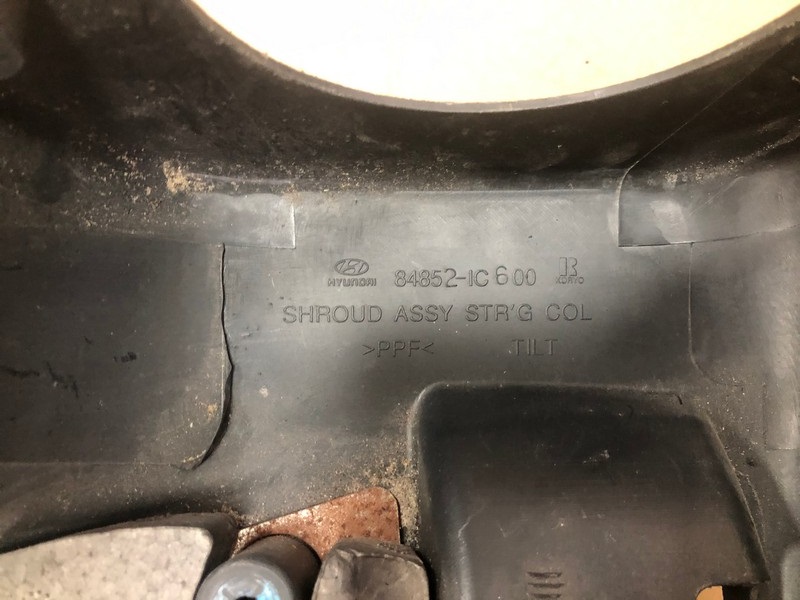 HYUNDAI 84852-1C600
SHROUD ASSY STR'G COL
>PPF< TILT